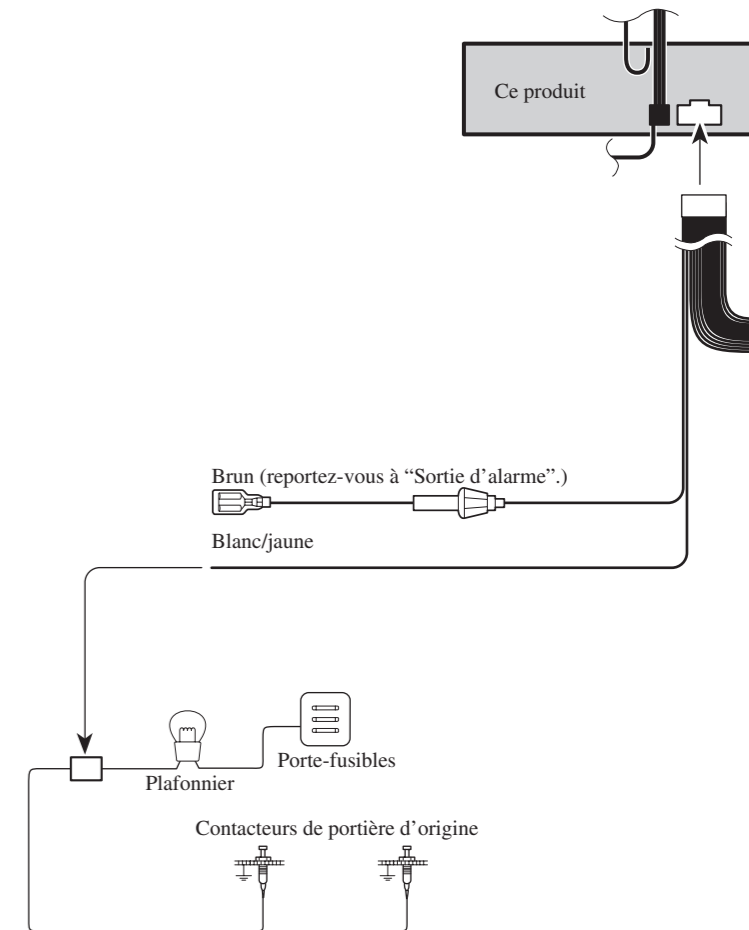 Ce produit
Brun (reportez-vous à “Sortie d’alarme”.)
Blanc/jaune
Porte-fusibles
Plafonnier
Contacteurs de portière d’origine